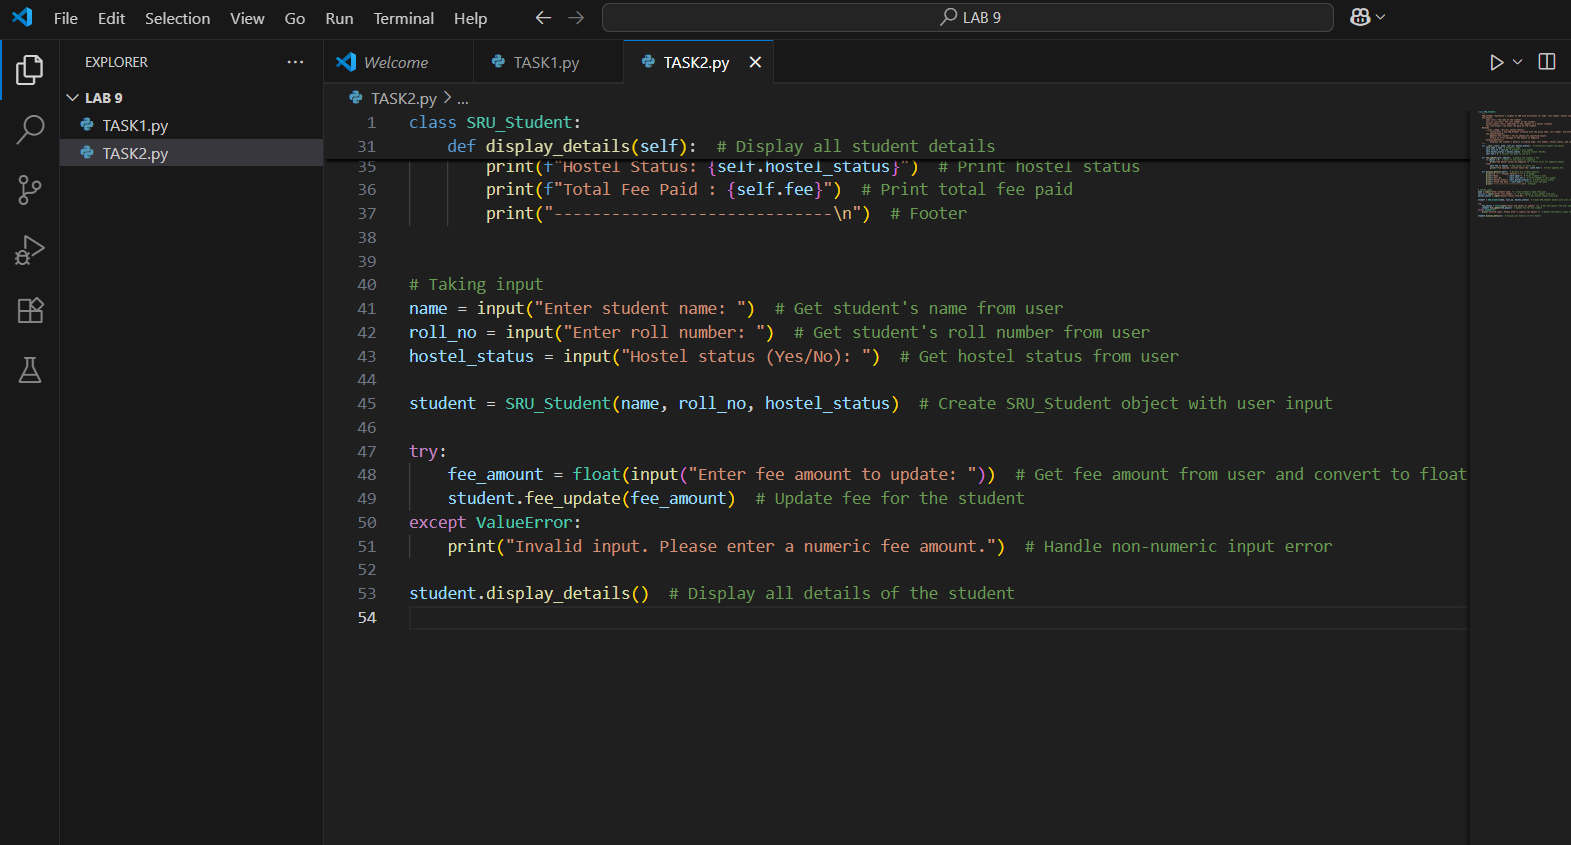 File Edit Selection View Go Run Terminal Help LAB 9
EXPLORER ...
Welcome TASK1.py TASK2.py
LAB 9
TASK1.py
TASK2.py
TASK2.py > ...
1 class SRU_Student:
31 def display_details(self):  # Display all student details
35 print(f"Hostel Status: {self.hostel_status}")  # Print hostel status
36 print(f"Total Fee Paid : {self.fee}")  # Print total fee paid
37 print("-----------------------------\n")  # Footer
38
39
40 # Taking input
41 name = input("Enter student name: ")  # Get student's name from user
42 roll_no = input("Enter roll number: ")  # Get student's roll number from user
43 hostel_status = input("Hostel status (Yes/No): ")  # Get hostel status from user
44
45 student = SRU_Student(name, roll_no, hostel_status)  # Create SRU_Student object with user input
46
47 try:
48 fee_amount = float(input("Enter fee amount to update: "))  # Get fee amount from user and convert to float
49 student.fee_update(fee_amount)  # Update fee for the student
50 except ValueError:
51 print("Invalid input. Please enter a numeric fee amount.")  # Handle non-numeric input error
52
53 student.display_details()  # Display all details of the student
54